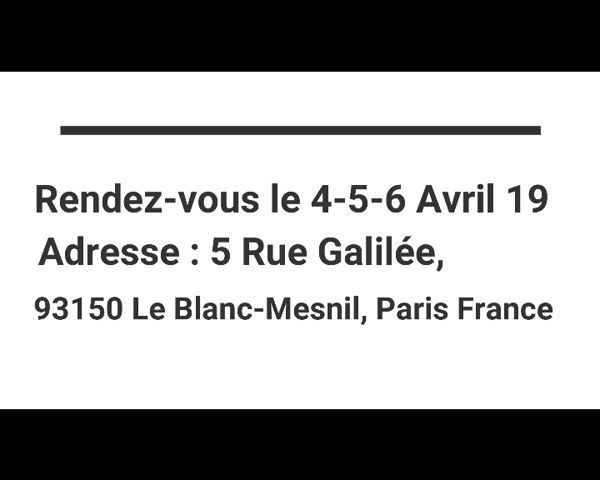 Rendez-vous le 4-5-6 Avril 19
Adresse : 5 Rue Galilée,
93150 Le Blanc-Mesnil, Paris France